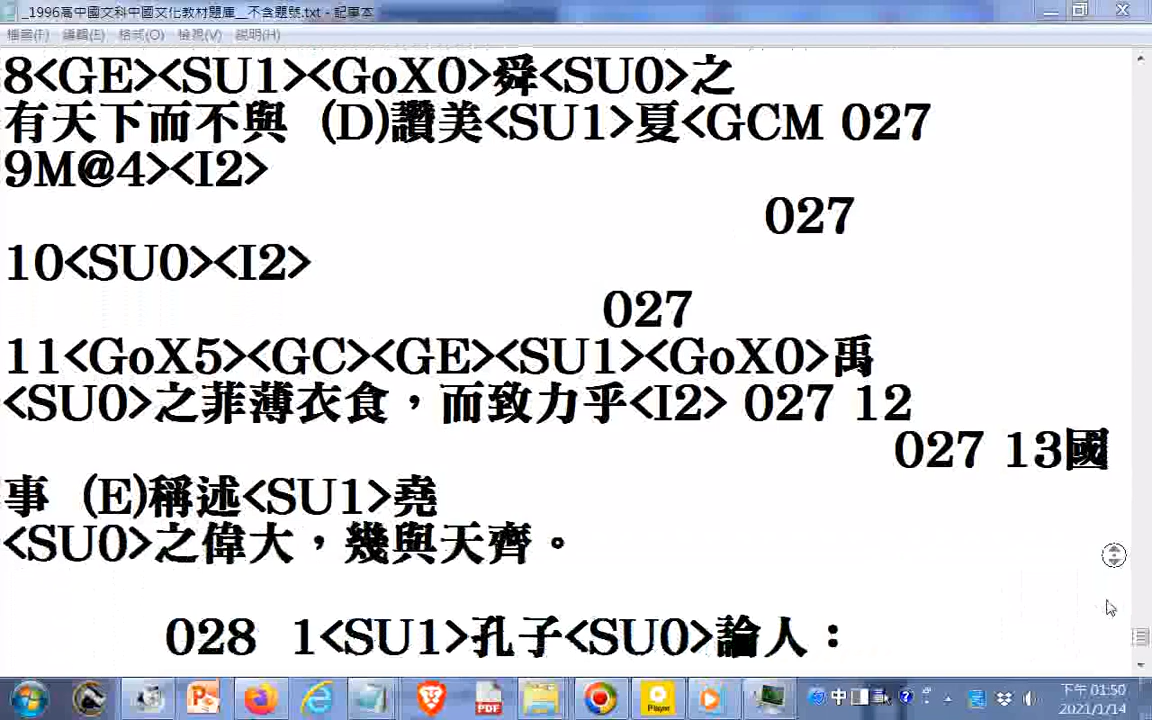 _1996高中國文科中國文化教材題庫__不含題號.txt - 記事本
檔案(F) 編輯(E) 格式(O) 檢視(V) 說明(H)
8<GE><SU1><GoX0>舜<SU0>之
有天下而不與 (D)讚美<SU1>夏<GCM 027
9M@4><I2>
027
10<SU0><I2>
027
11<GoX5><GC><GE><SU1><GoX0>禹
<SU0>之菲薄衣食，而致力乎<I2> 027 12
027 13國
事 (E)稱述<SU1>堯
<SU0>之偉大，幾與天齊。
028 1<SU1>孔子<SU0>論人：
PDF
Player
中
下午 01:50
2021/1/14